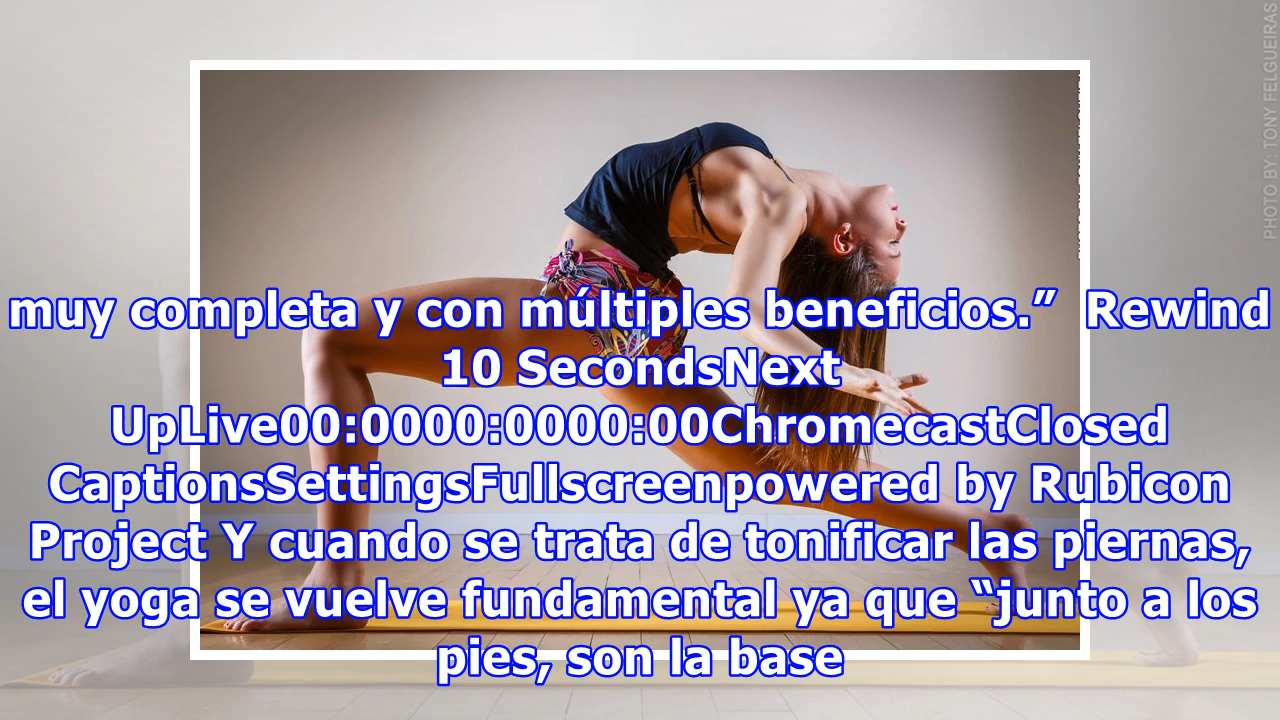 PHOTO BY: TONY FELGUEIRAS
muy completa y con múltiples beneficios.” Rewind
10 SecondsNext
UpLive00:0000:0000:00ChromecastClosed
CaptionsSettingsFullscreenpowered by Rubicon
Project Y cuando se trata de tonificar las piernas,
el yoga se vuelve fundamental ya que “junto a los
pies, son la base